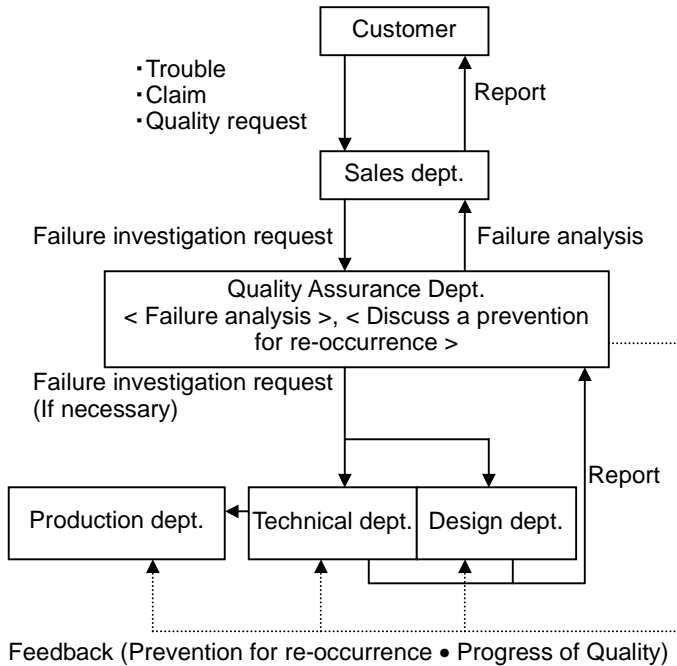 Customer
・Trouble
・Claim
・Quality request
Report
Sales dept.
Failure investigation request
Failure analysis
Quality Assurance Dept.
< Failure analysis >, < Discuss a prevention
for re-occurrence >
Failure investigation request
(If necessary)
Report
Production dept.
Technical dept.
Design dept.
Feedback (Prevention for re-occurrence • Progress of Quality)